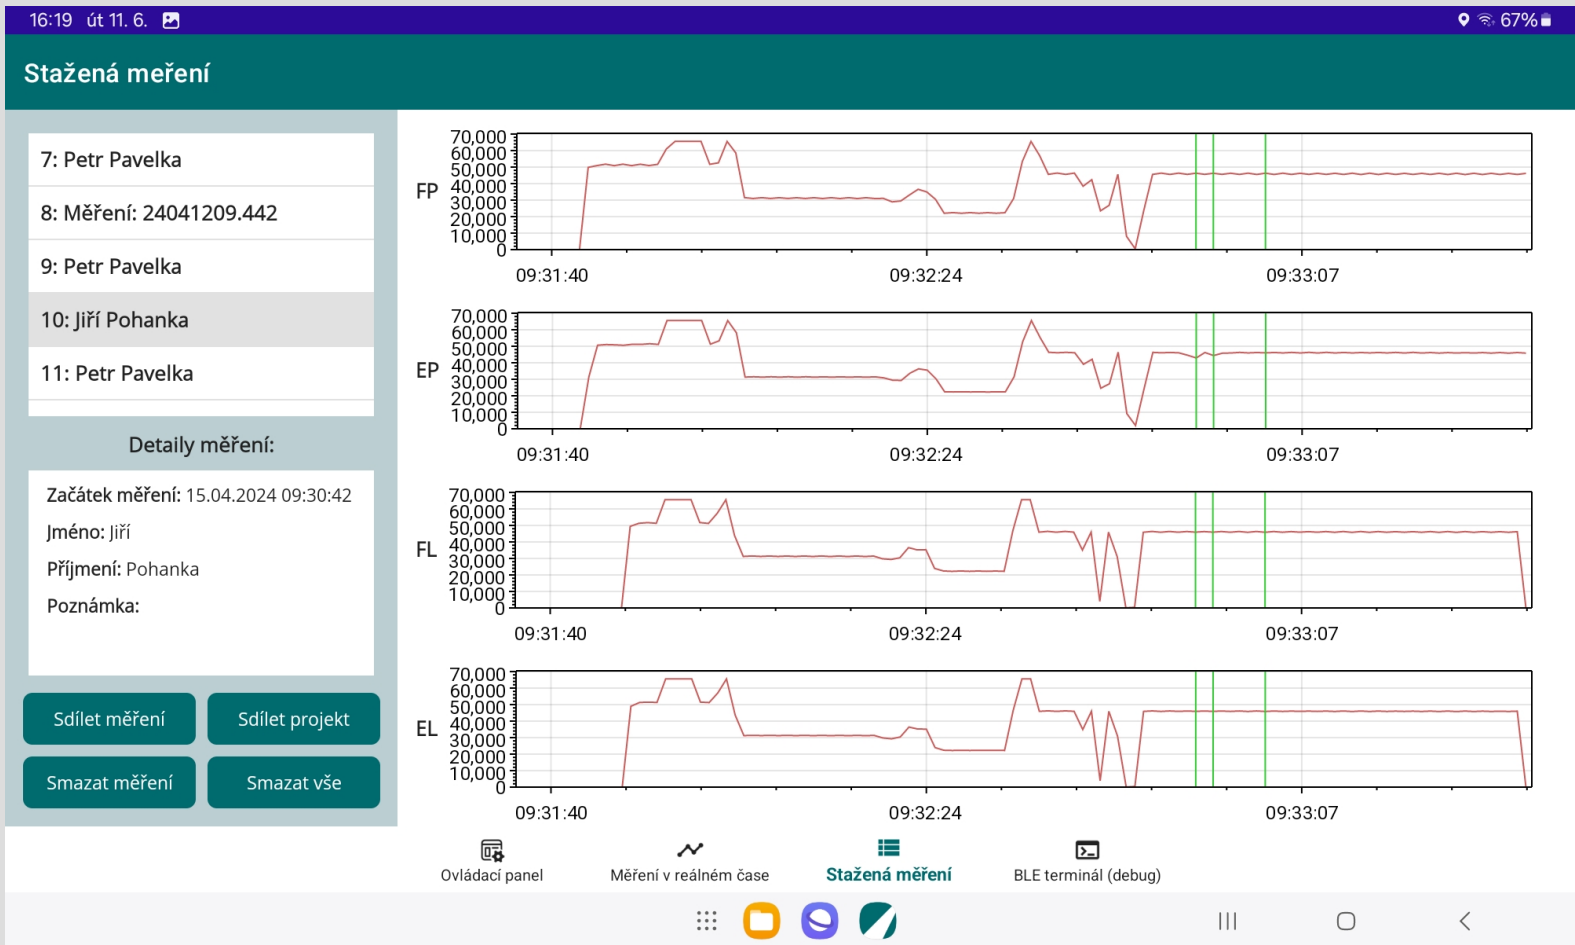 16:19 út 11. 6. 67%
Stažená meření
7: Petr Pavelka
8: Měření: 24041209.442
9: Petr Pavelka
10: Jiří Pohanka
11: Petr Pavelka
Detaily měření:
Začátek měření: 15.04.2024 09:30:42
Jméno: Jiří
Příjmení: Pohanka
Poznámka:
Sdílet měření
Sdílet projekt
Smazat měření
Smazat vše
FP
70,000
60,000
50,000
40,000
30,000
20,000
10,000
0
09:31:40 09:32:24 09:33:07
EP
70,000
60,000
50,000
40,000
30,000
20,000
10,000
0
09:31:40 09:32:24 09:33:07
FL
70,000
60,000
50,000
40,000
30,000
20,000
10,000
0
09:31:40 09:32:24 09:33:07
EL
70,000
60,000
50,000
40,000
30,000
20,000
10,000
0
09:31:40 09:32:24 09:33:07
Ovládací panel
Měření v reálném čase
Stažená měření
BLE terminál (debug)